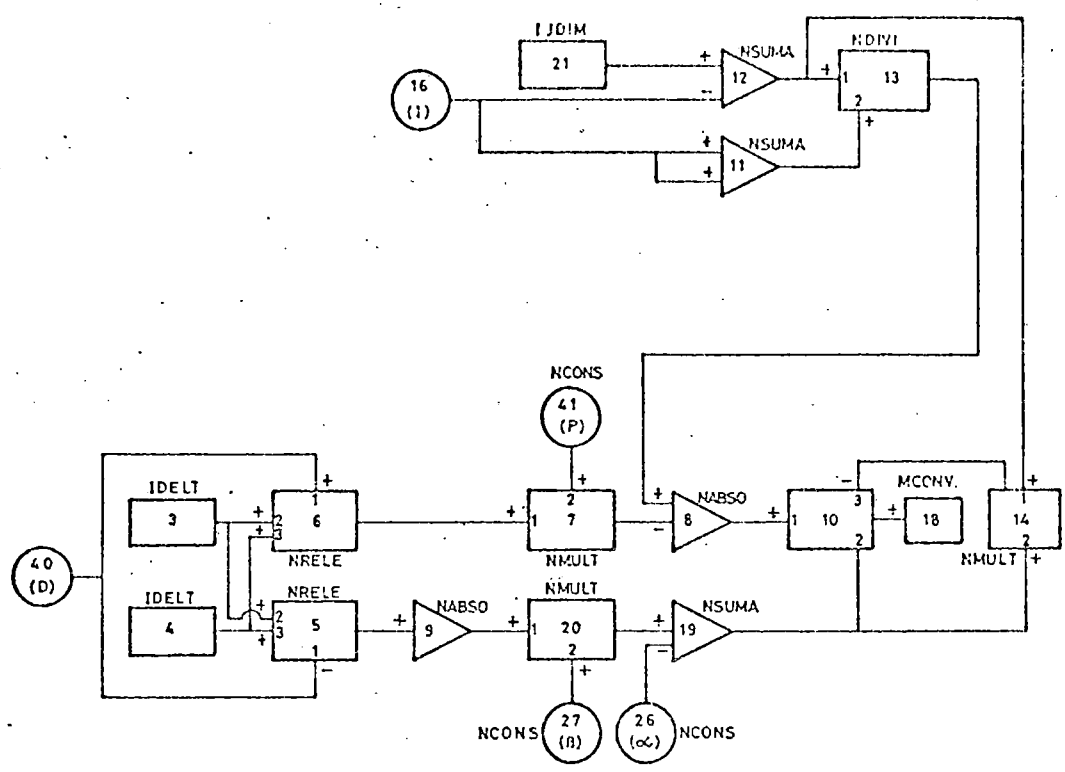 IJDIM
21
16
(I)
+
-
NSUMA
12
NDIVI
+
1
13
2
+
+
+
NSUMA
11
NCONS
41
(P)
+
IDELT
3
+
+
+
1
2
3
6
NRELE
+
1
2
7
NMULT
+
-
8
NABSO
+
-
1
3
10
2
+
MCONV.
18
+
1
14
2
NMULT
+
40
(D)
IDELT
4
+
+
NRELE
2
3
5
1
-
+
NABSO
9
+
NMULT
1
20
2
+
+
-
NSUMA
19
NCONS
27
(β)
26
(α)
NCONS